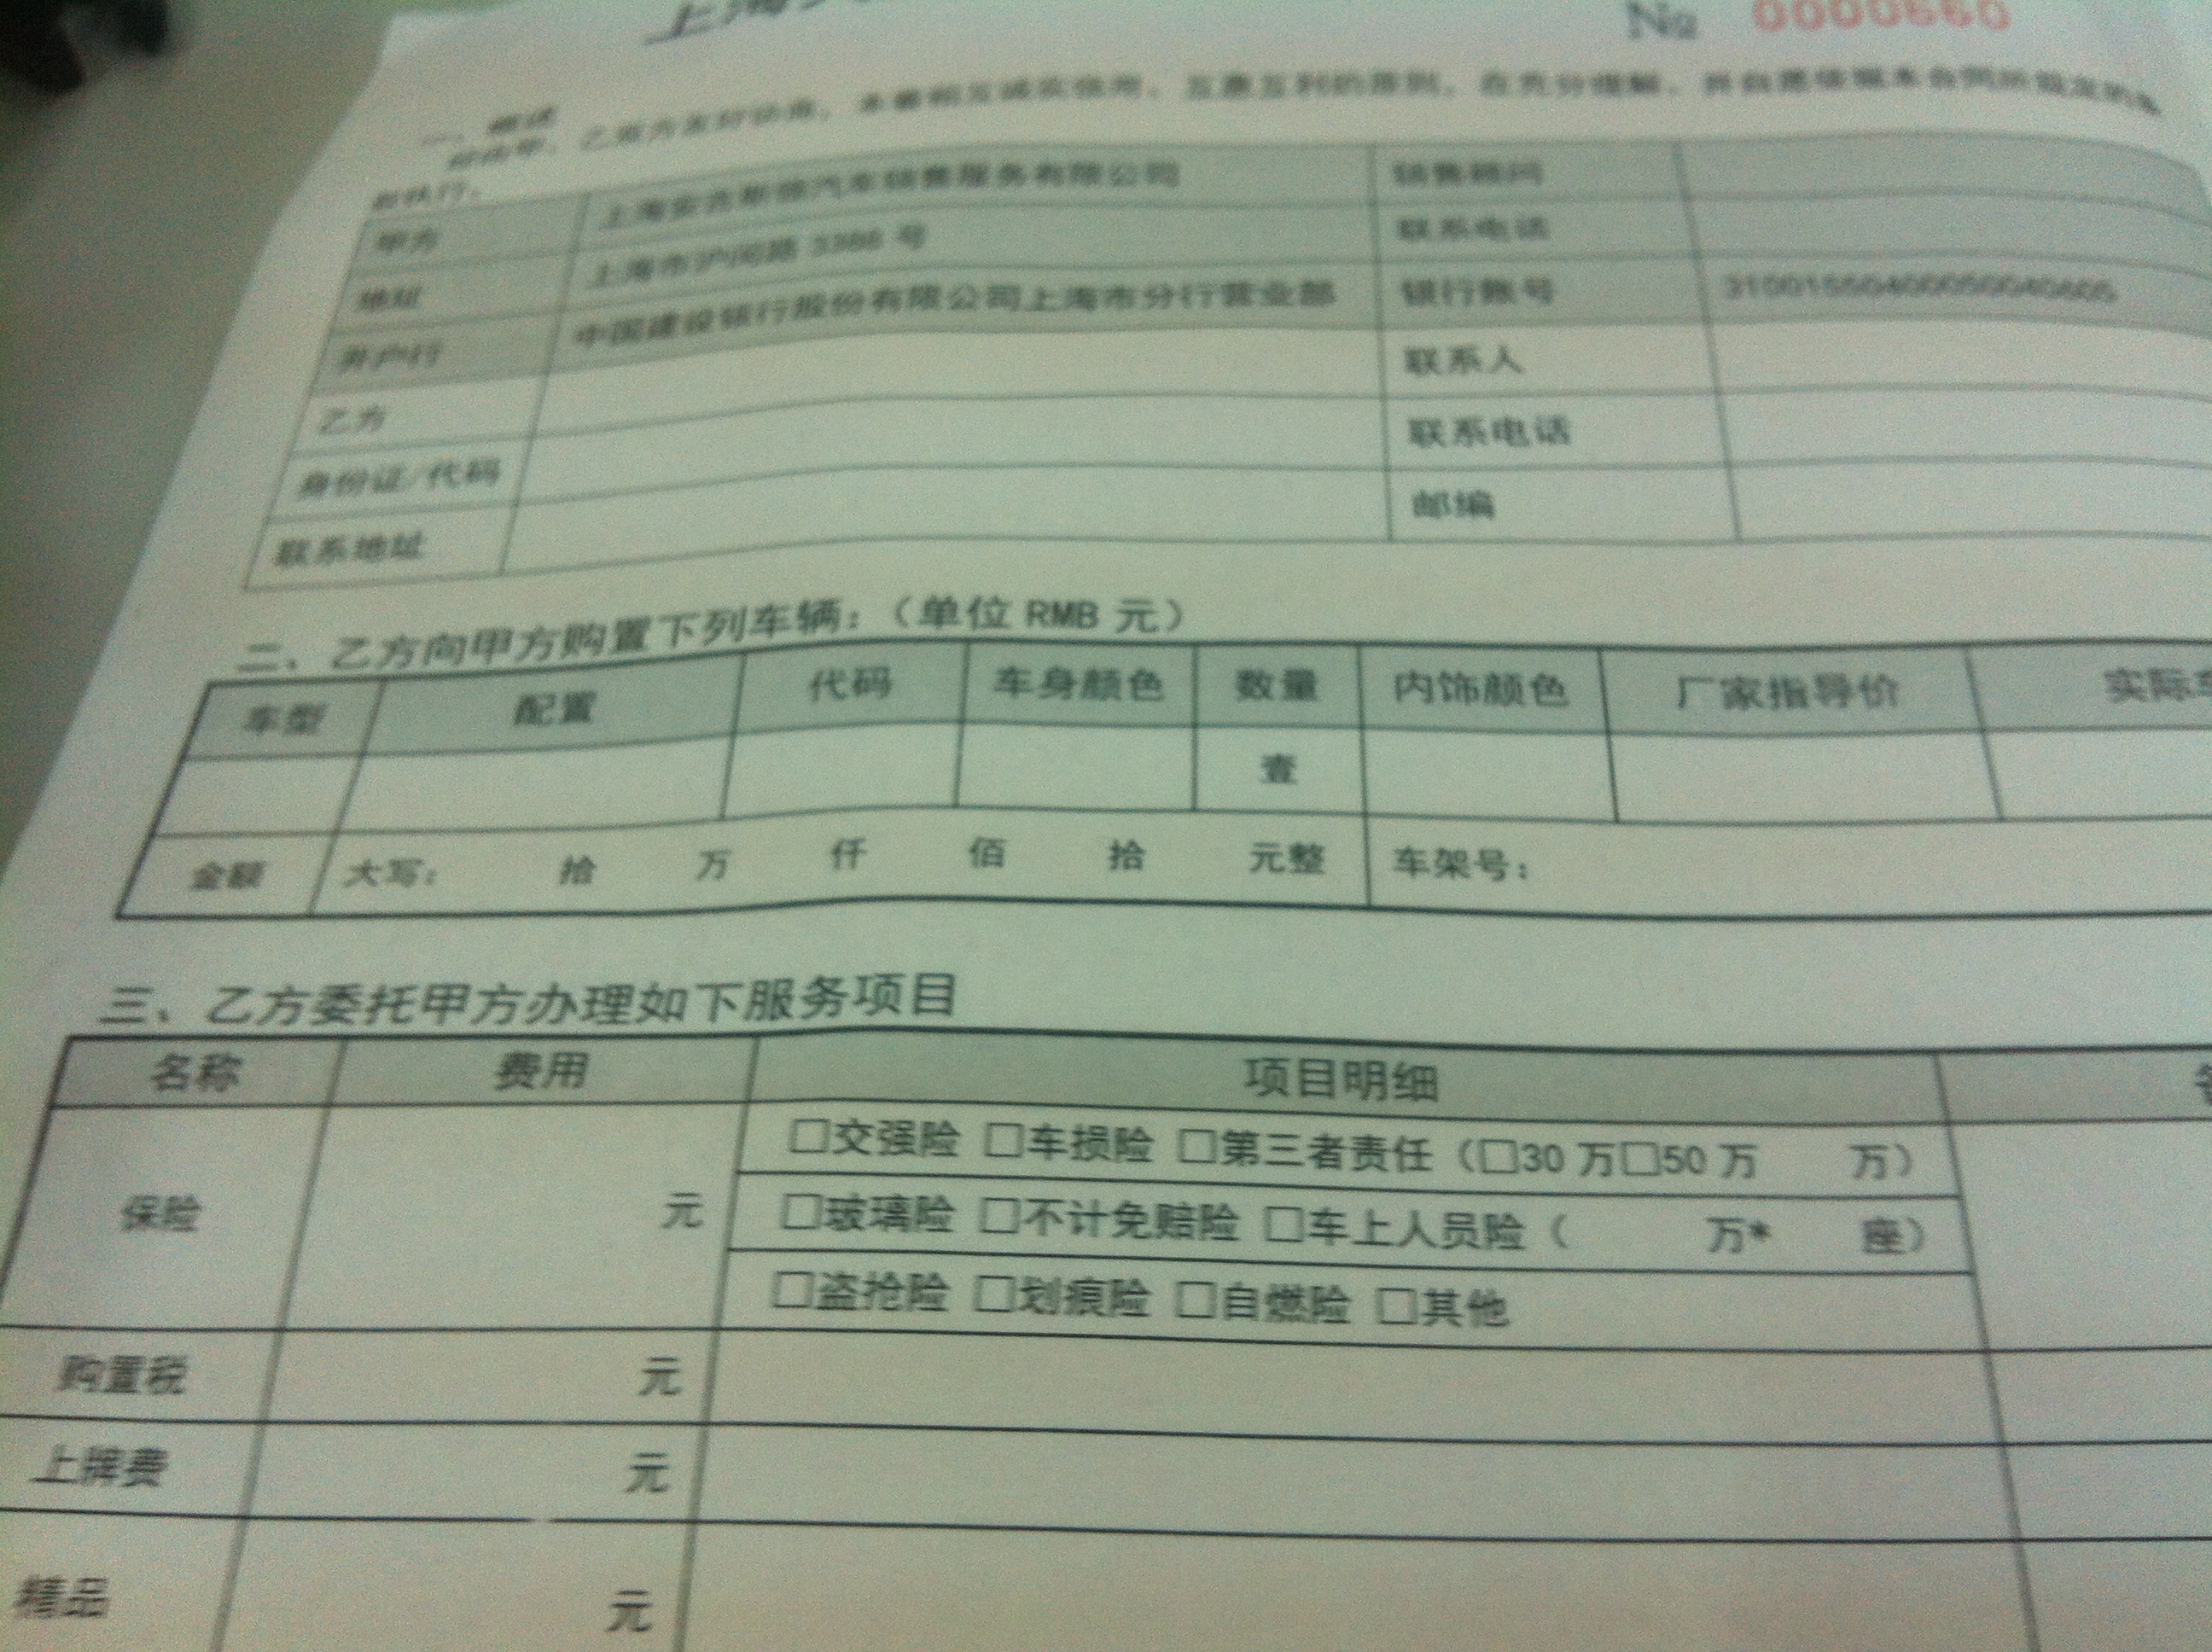 上海
No 0000660
一、概述
经由甲、乙双方友好协商，本着相互诚实信用、互惠互利的原则，在充分理解、并自愿依据本合同所规定的
款执行。
甲方 上海安吉斯铭汽车销售服务有限公司 销售顾问
地址 上海市沪闵路 3388 号 联系电话
开户行 中国建设银行股份有限公司上海市分行营业部 银行账号
乙方 联系人
身份证/代码 联系电话
联系地址 邮编
二、乙方向甲方购置下列车辆：（单位 RMB 元）
车型 配置 代码 车身颜色 数量 内饰颜色 厂家指导价 实际
壹
金额 大写： 拾 万 仟 佰 拾 元整 车架号：
三、乙方委托甲方办理如下服务项目
名称 费用 项目明细
□交强险 □车损险 □第三者责任（□30 万□50 万 万）
保险 元 □玻璃险 □不计免赔险 □车上人员险（ 万* 座）
□盗抢险 □划痕险 □自燃险 □其他
购置税 元
上牌费 元
精品 元